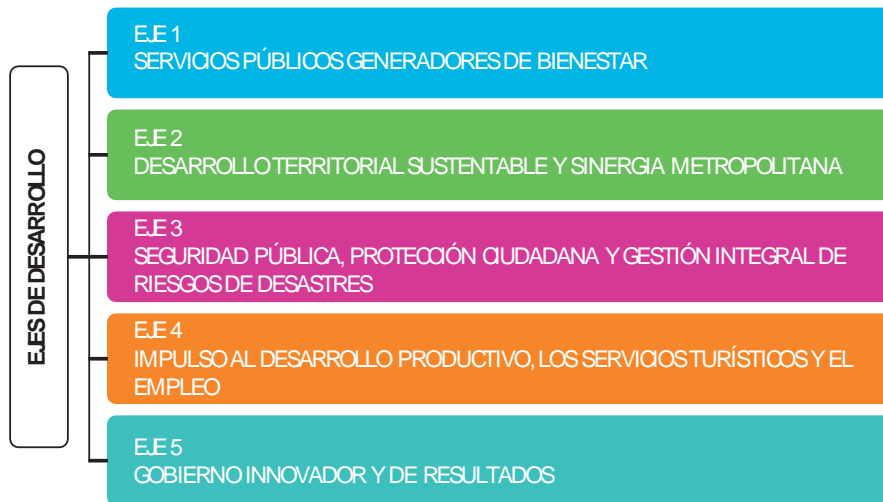 EJES DE DESARROLLO
EJE 1
SERVICIOS PÚBLICOS GENERADORES DE BIENESTAR
EJE 2
DESARROLLO TERRITORIAL SUSTENTABLE Y SINERGIA METROPOLITANA
EJE 3
SEGURIDAD PÚBLICA, PROTECCIÓN CIUDADANA Y GESTIÓN INTEGRAL DE
RIESGOS DE DESASTRES
EJE 4
IMPULSO AL DESARROLLO PRODUCTIVO, LOS SERVICIOS TURÍSTICOS Y EL
EMPLEO
EJE 5
GOBIERNO INNOVADOR Y DE RESULTADOS